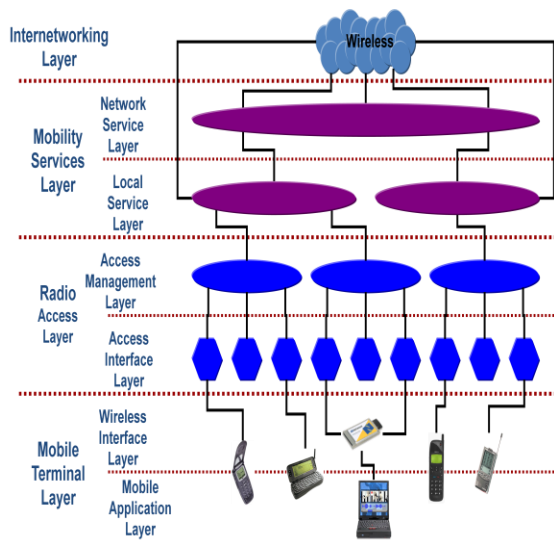 Internetworking
Layer
Wireless
Network
Service
Layer
Mobility
Services
Layer
Local
Service
Layer
Access
Management
Layer
Radio
Access
Layer
Access
Interface
Layer
Wireless
Interface
Layer
Mobile
Terminal
Layer
Mobile
Application
Layer